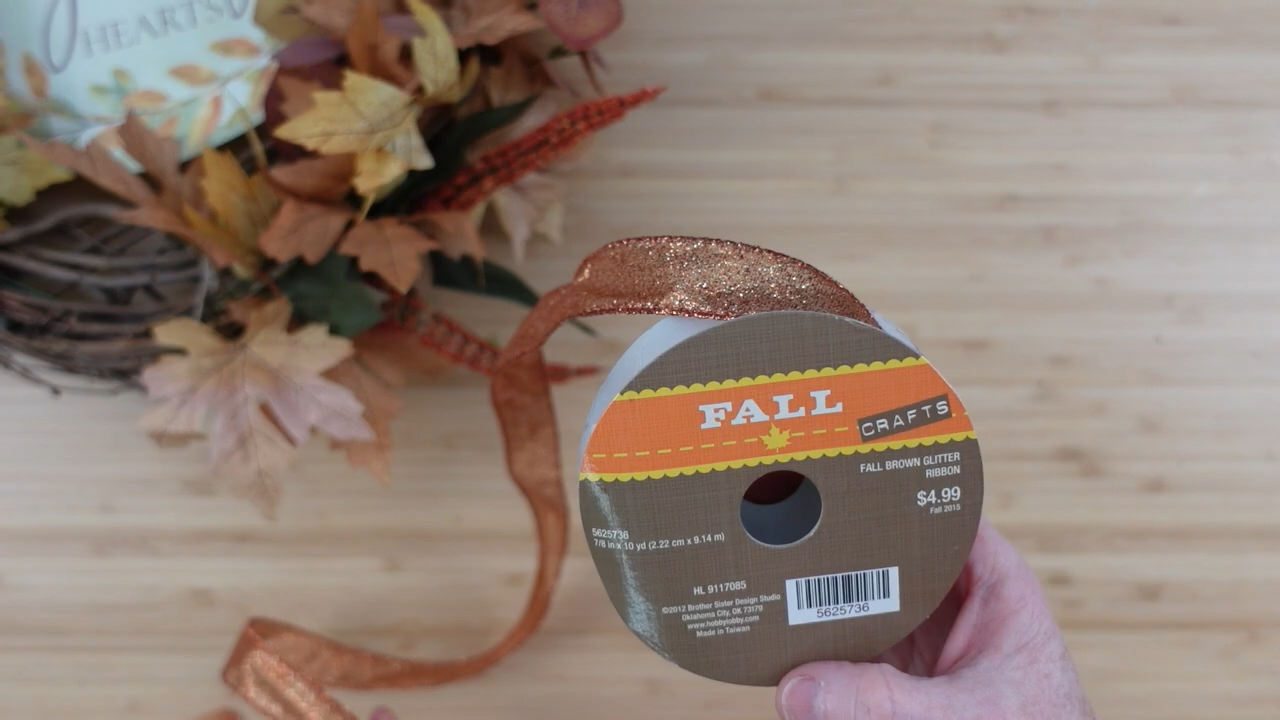 HEARTS
FALL
CRAFTS
FALL BROWN GLITTER
RIBBON
$4.99
Fall 2015
5625736
7/8 in x 10 yd (2.22 cm x 9.14 m)
HL 9117085
©2012 Brother Sister Design Studio
Oklahoma City, OK 73179
www.hobbylobby.com
Made in Taiwan
5625736